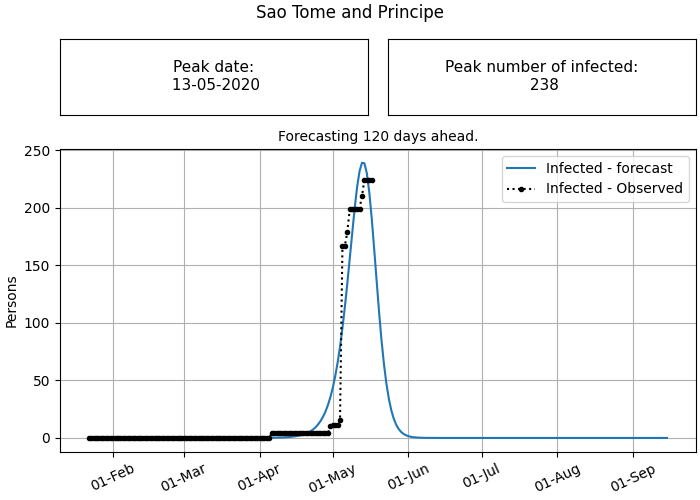 Sao Tome and Principe
Peak date:
13-05-2020
Peak number of infected:
238
Forecasting 120 days ahead.
250
200
150
100
50
0
Persons
Infected - forecast
Infected - Observed
01-Feb
01-Mar
01-Apr
01-May
01-Jun
01-Jul
01-Aug
01-Sep